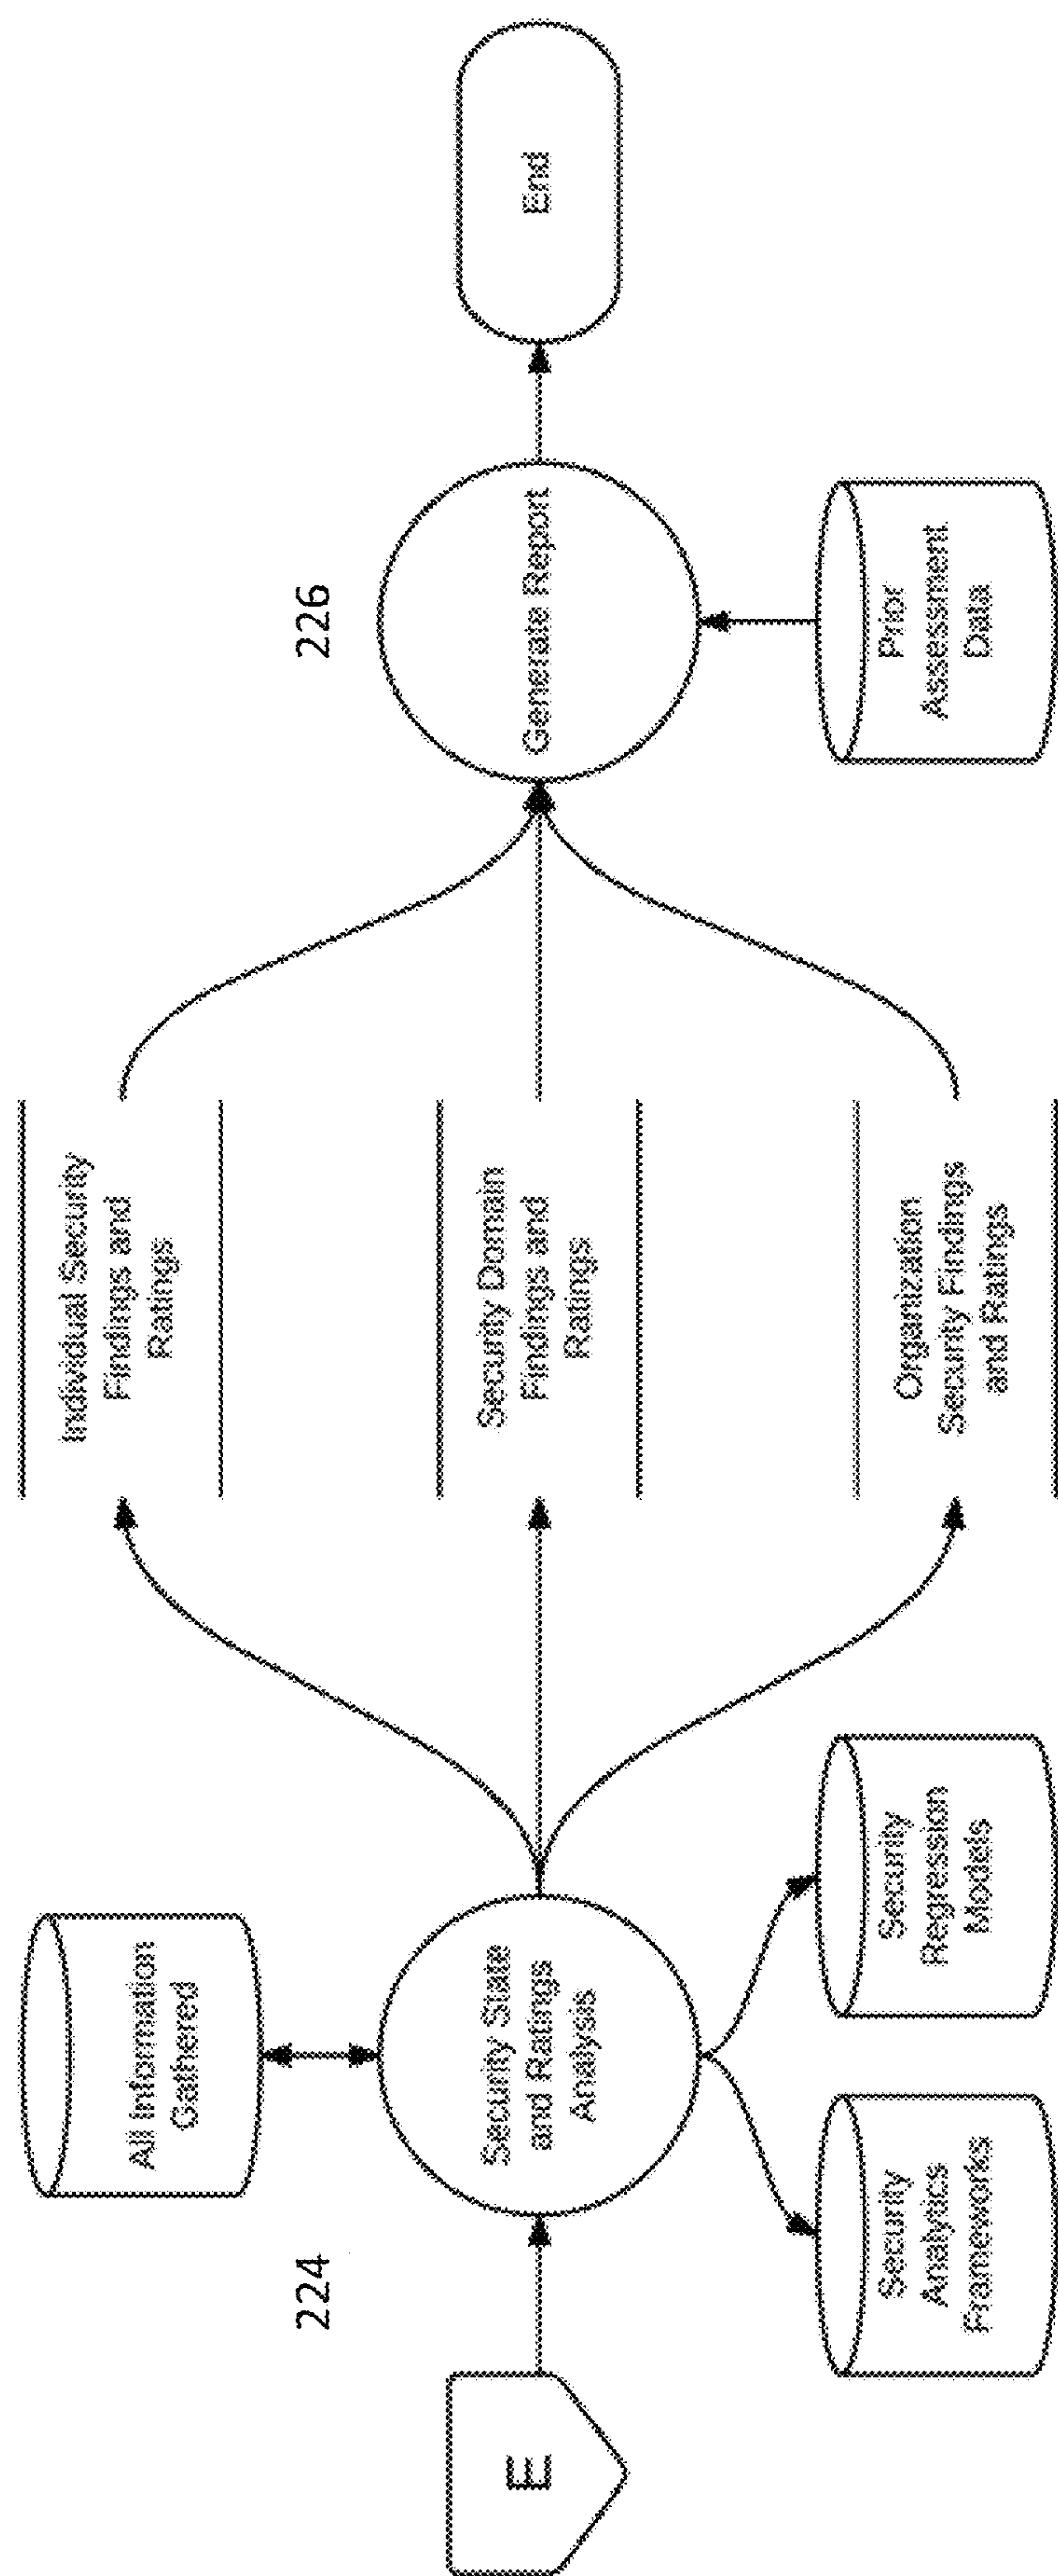 E
224
All Information
Gathered
Security State
and Ratings
Analysis
Security
Analytics
Frameworks
Security
Regression
Models
Individual Security
Findings and
Ratings
Security Domain
Findings and
Ratings
Organization
Security Findings
and Ratings
226
Generate Report
Prior
Assessment
Data
End